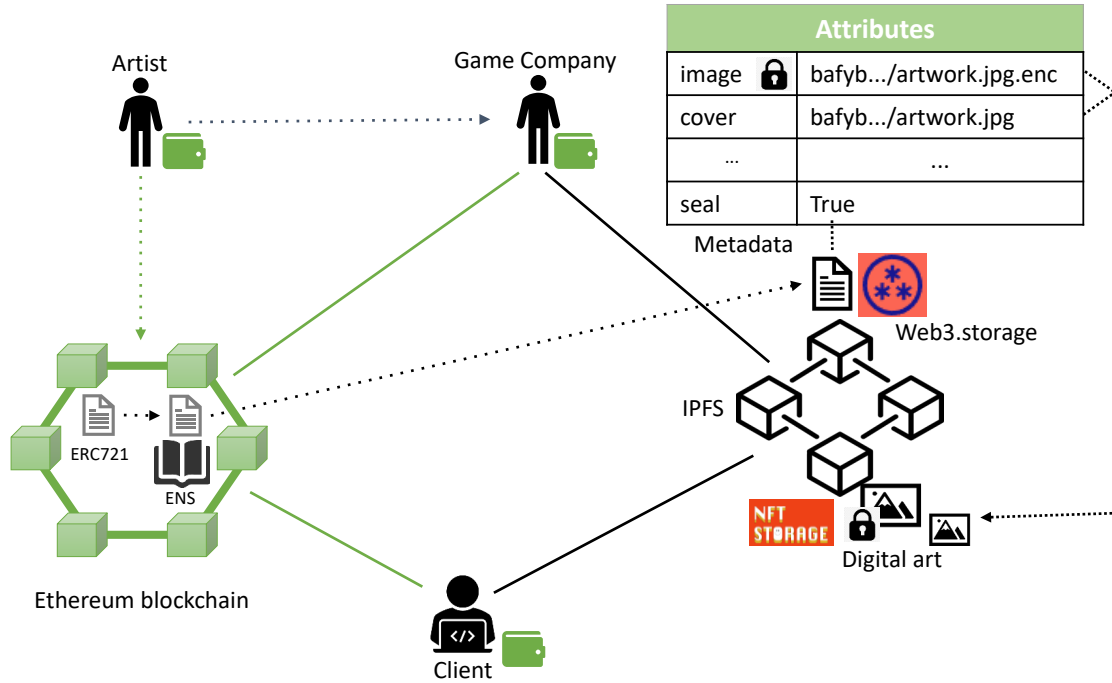 Artist
Game Company
Attributes
image bafyb.../artwork.jpg.enc
cover bafyb.../artwork.jpg
... ...
seal True
Metadata
Web3.storage
IPFS
ERC721
ENS
NFT
STORAGE
Digital art
Ethereum blockchain
</>
Client